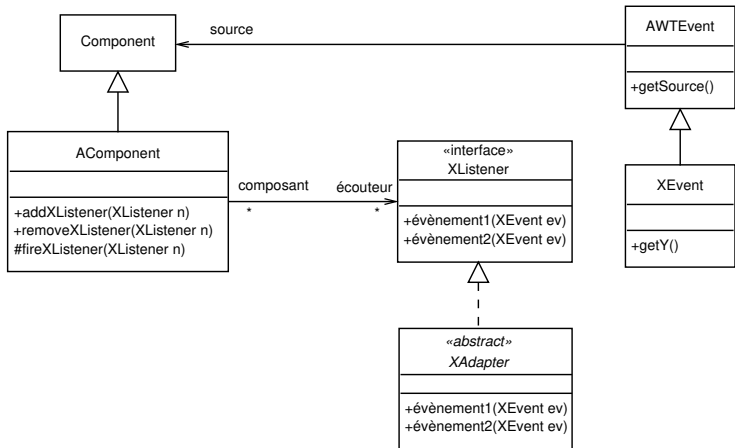 Component
source
AWTEvent
+getSource()
AComponent
+addXListener(XListener n)
+removeXListener(XListener n)
#fireXListener(XListener n)
composant
écouteur
*
*
«interface»
XListener
+évènement1(XEvent ev)
+évènement2(XEvent ev)
XEvent
+getY()
«abstract»
XAdapter
+évènement1(XEvent ev)
+évènement2(XEvent ev)